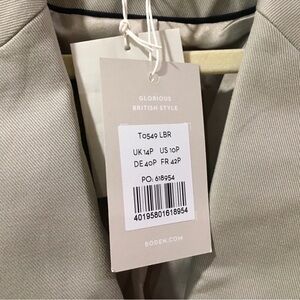 GLORIOUS
BRITISH STYLE
T0549 LBR
UK 14P US 10P
DE 40P FR 42P
PO: 618954
40195801618954
BODEN.COM